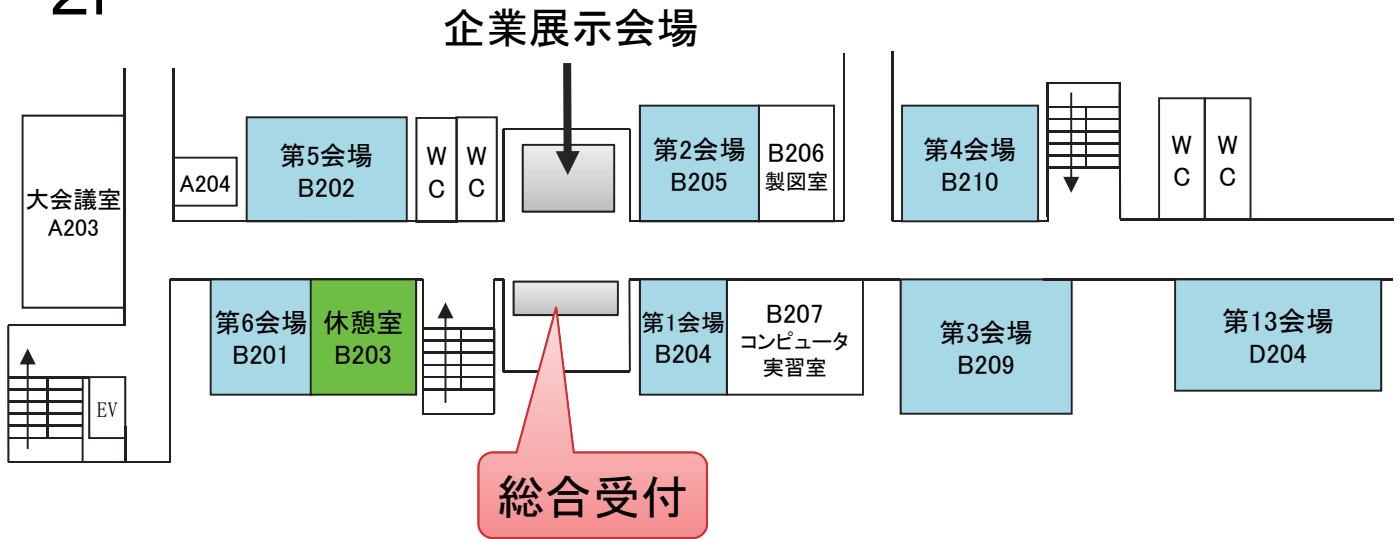 2F
企業展示会場
大会議室
A203
A204
第5会場
B202
W
C
W
C
第2会場
B205
B206
製図室
第4会場
B210
W
C
W
C
第6会場
B201
休憩室
B203
第1会場
B204
B207
コンピュータ
実習室
第3会場
B209
第13会場
D204
EV
総合受付